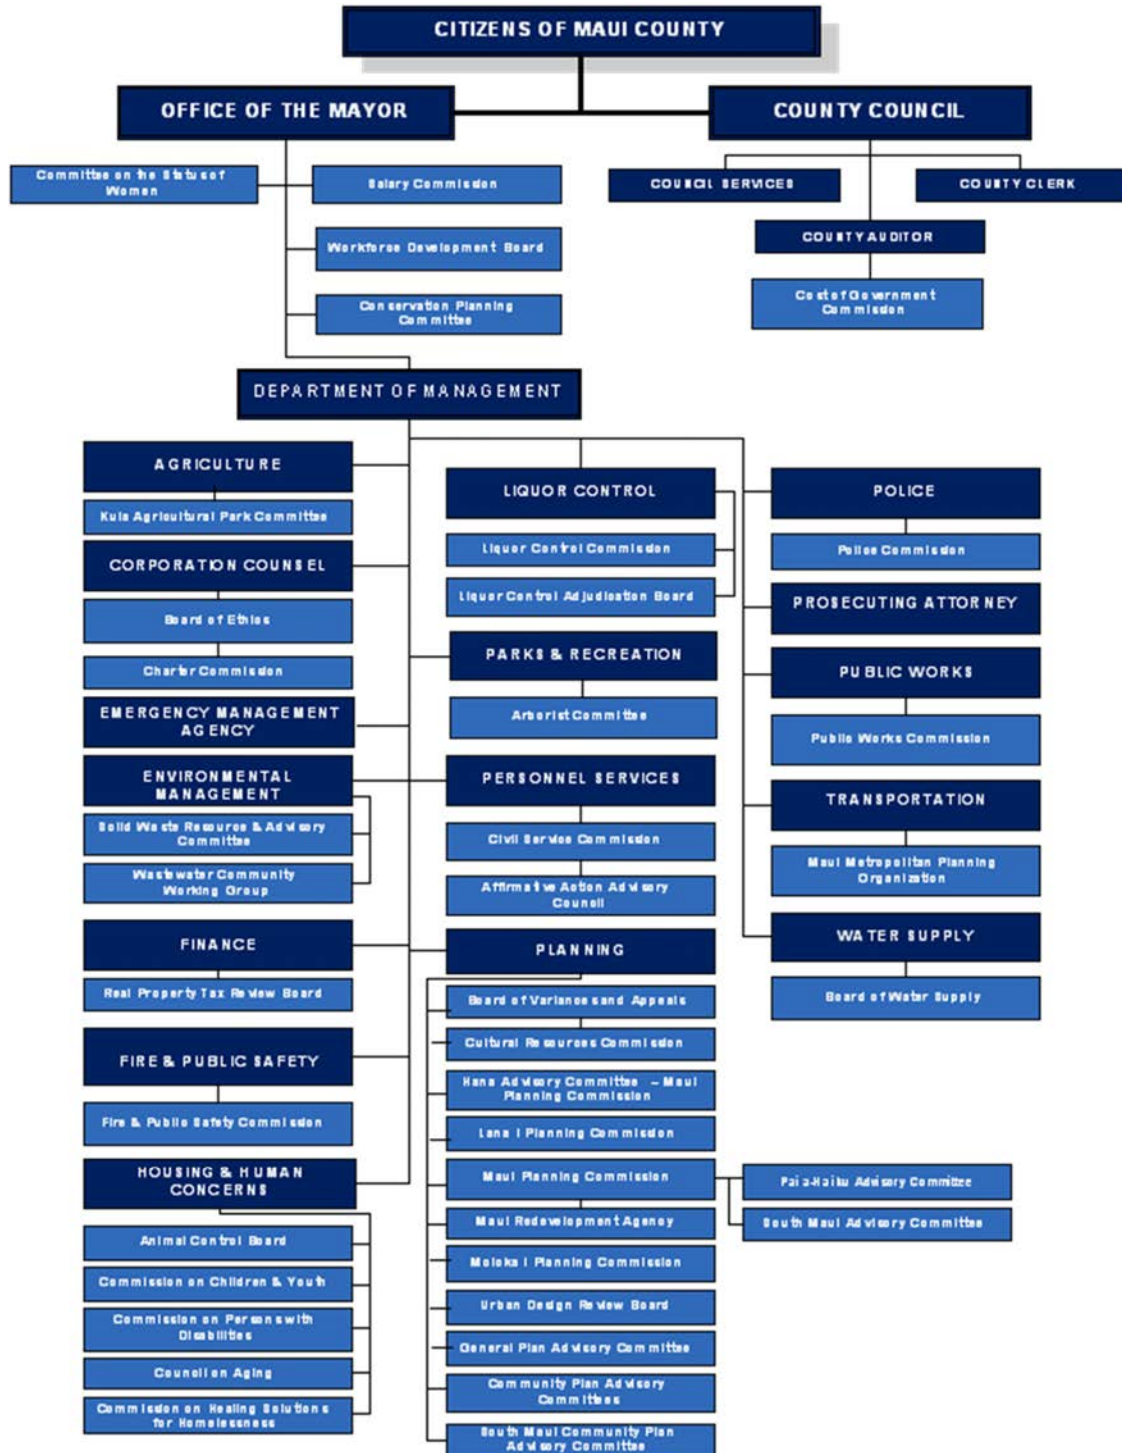 CITIZENS OF MAUI COUNTY
OFFICE OF THE MAYOR
COUNTY COUNCIL
Committee on the Status of
Women
Salary Commission
COUNCIL SERVICES
COUNTY CLERK
Workforce Development Board
COUNTY AUDITOR
Conservation Planning
Committee
Cost of Government
Commission
DEPARTMENT OF MANAGEMENT
AGRICULTURE
Kula Agricultural Park Committee
CORPORATION COUNSEL
Board of Ethics
Charter Commission
EMERGENCY MANAGEMENT
AGENCY
ENVIRONMENTAL
MANAGEMENT
Solid Waste Resource & Advisory
Committee
Wastewater Community
Working Group
FINANCE
Real Property Tax Review Board
FIRE & PUBLIC SAFETY
Fire & Public Safety Commission
HOUSING & HUMAN
CONCERNS
Animal Control Board
Commission on Children & Youth
Commission on Persons with
Disabilities
Council on Aging
Commission on Healing Solutions
for Homelessness
LIQUOR CONTROL
Liquor Control Commission
Liquor Control Adjudication Board
PARKS & RECREATION
Arborist Committee
PERSONNEL SERVICES
Civil Service Commission
Affirmative Action Advisory
Council
PLANNING
Board of Variances and Appeals
Cultural Resources Commission
Hana Advisory Committee – Maui
Planning Commission
Lana I Planning Commission
Maui Planning Commission
Maui Redevelopment Agency
Moloka I Planning Commission
Urban Design Review Board
General Plan Advisory Committee
Community Plan Advisory
Committees
South Maui Community Plan
Advisory Committee
Paia-Haiku Advisory Committee
South Maui Advisory Committee
POLICE
Police Commission
PROSECUTING ATTORNEY
PUBLIC WORKS
Public Works Commission
TRANSPORTATION
Maui Metropolitan Planning
Organization
WATER SUPPLY
Board of Water Supply